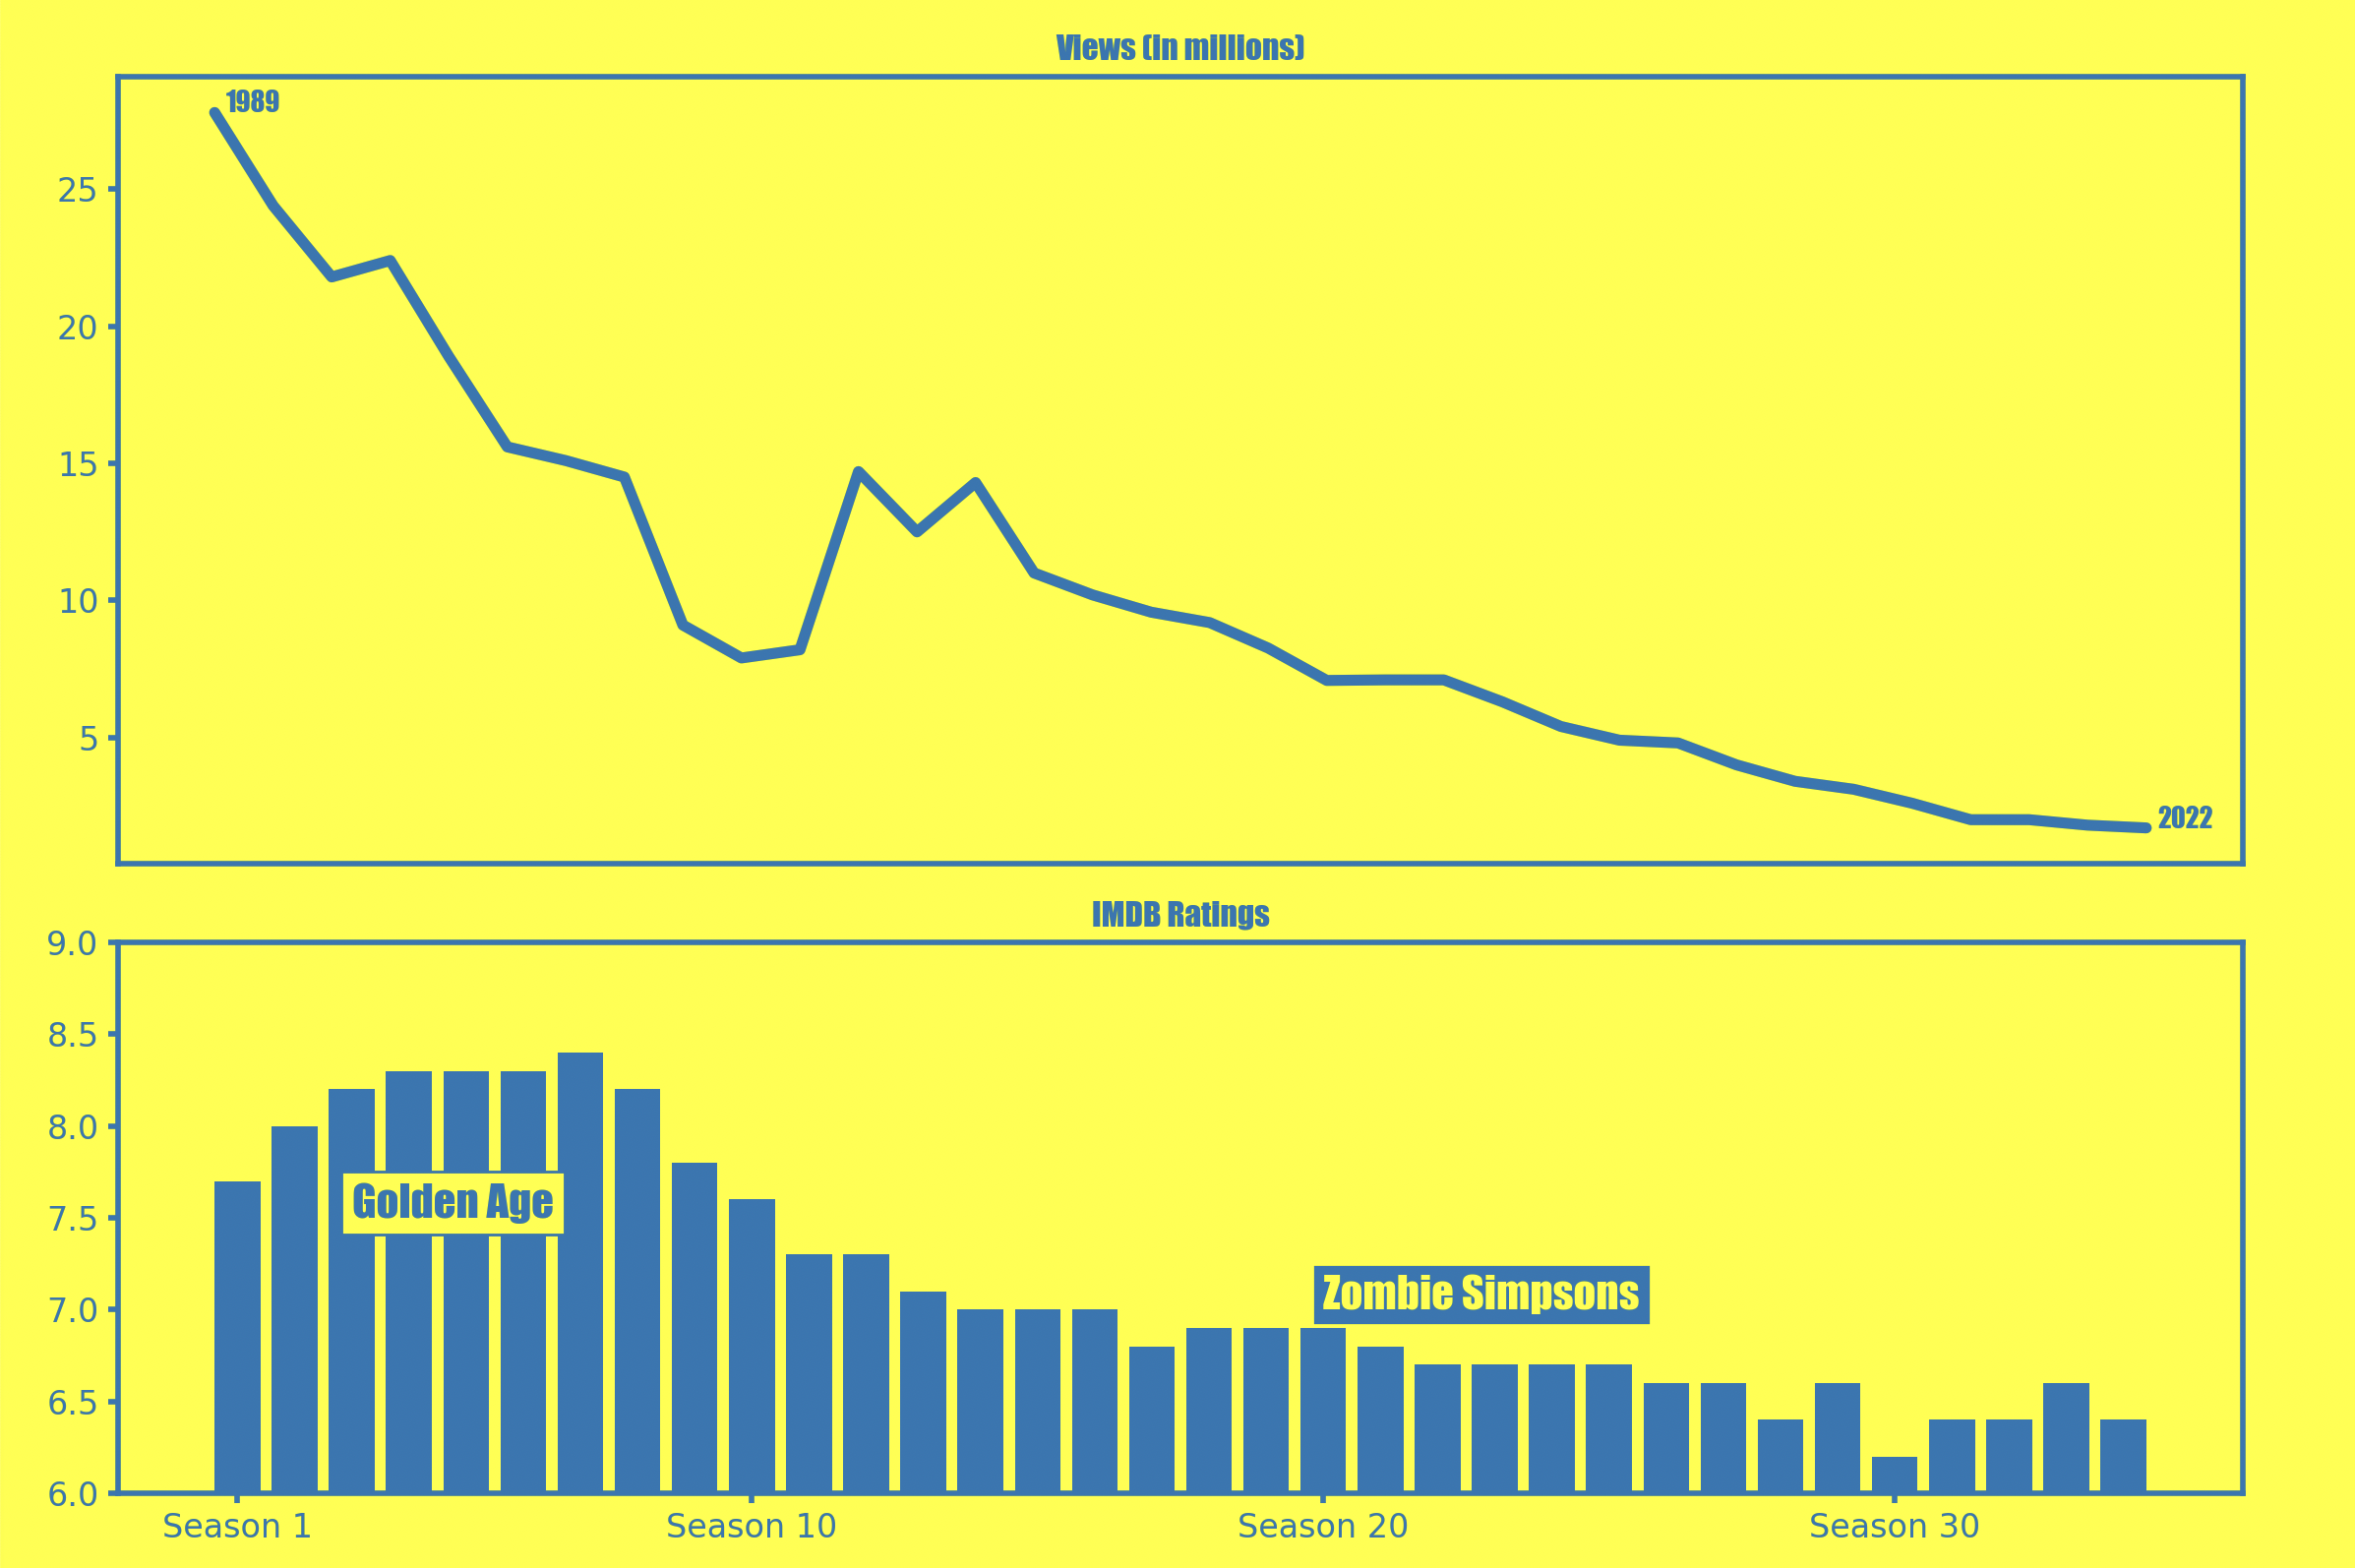 Views (in millions)
1989
25
20
15
10
5
2022
IMDB Ratings
9.0
8.5
8.0
7.5
7.0
6.5
6.0
Golden Age
Zombie Simpsons
Season 1
Season 10
Season 20
Season 30